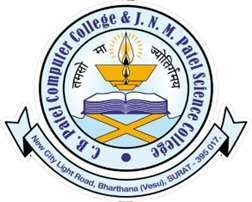 C. B. Patel Computer College & J. N. M. Patel Science College
तमसो मा ज्योतिर्गमय
New City Light Road, Bharthana (Vesu), SURAT - 395 017.